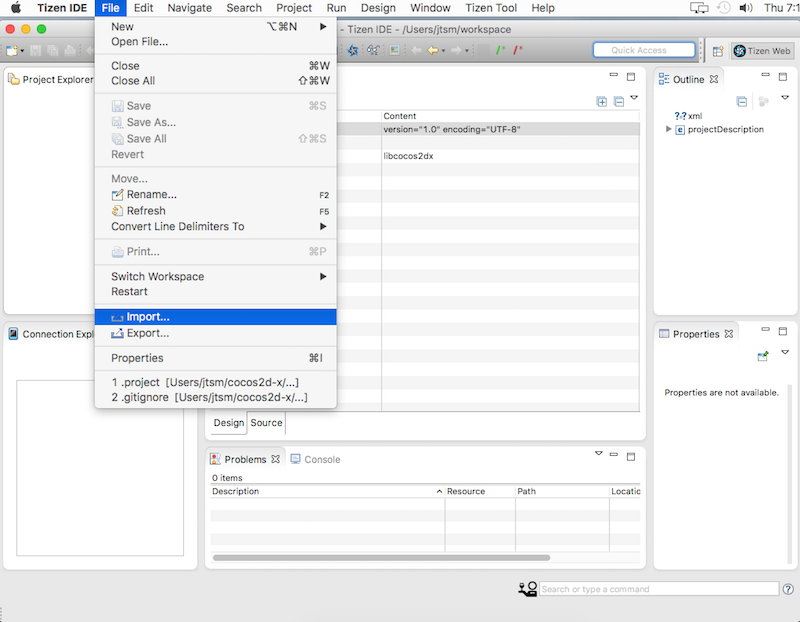 Tizen IDE File Edit Navigate Search Project Run Design Window Tizen Tool Help Thu 7:1
- Tizen IDE - /Users/jtsm/workspace
Quick Access
Tizen Web
Project Explorer
New ⌥⌘N
Open File...
Close ⌘W
Close All ⇧⌘W
Save ⌘S
Save As...
Save All ⇧⌘S
Revert
Move...
Rename... F2
Refresh F5
Convert Line Delimiters To
Print... ⌘P
Switch Workspace
Restart
Import...
Export...
Properties ⌘I
1 .project [Users/jtsm/cocos2d-x/...]
2 .gitignore [Users/jtsm/cocos2d-x/...]
Content
version="1.0" encoding="UTF-8"
libcocos2dx
Design Source
Outline
?=? xml
e projectDescription
Connection Expl
Properties
Properties are not available.
Problems Console
0 items
Description Resource Path Locatio
Search or type a command
?